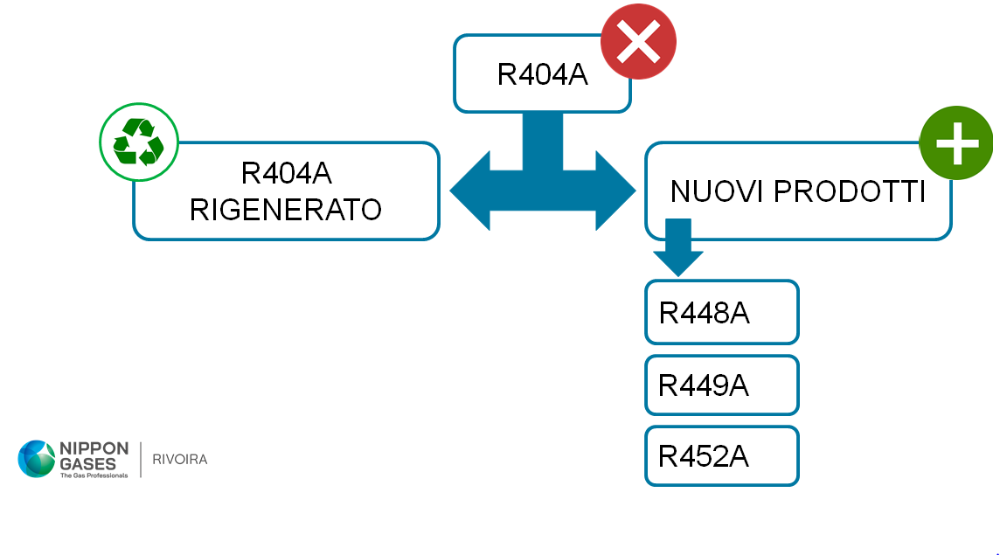 R404A
R404A
RIGENERATO
NUOVI PRODOTTI
R448A
R449A
R452A
NIPPON
GASES
The Gas Professionals
RIVOIRA